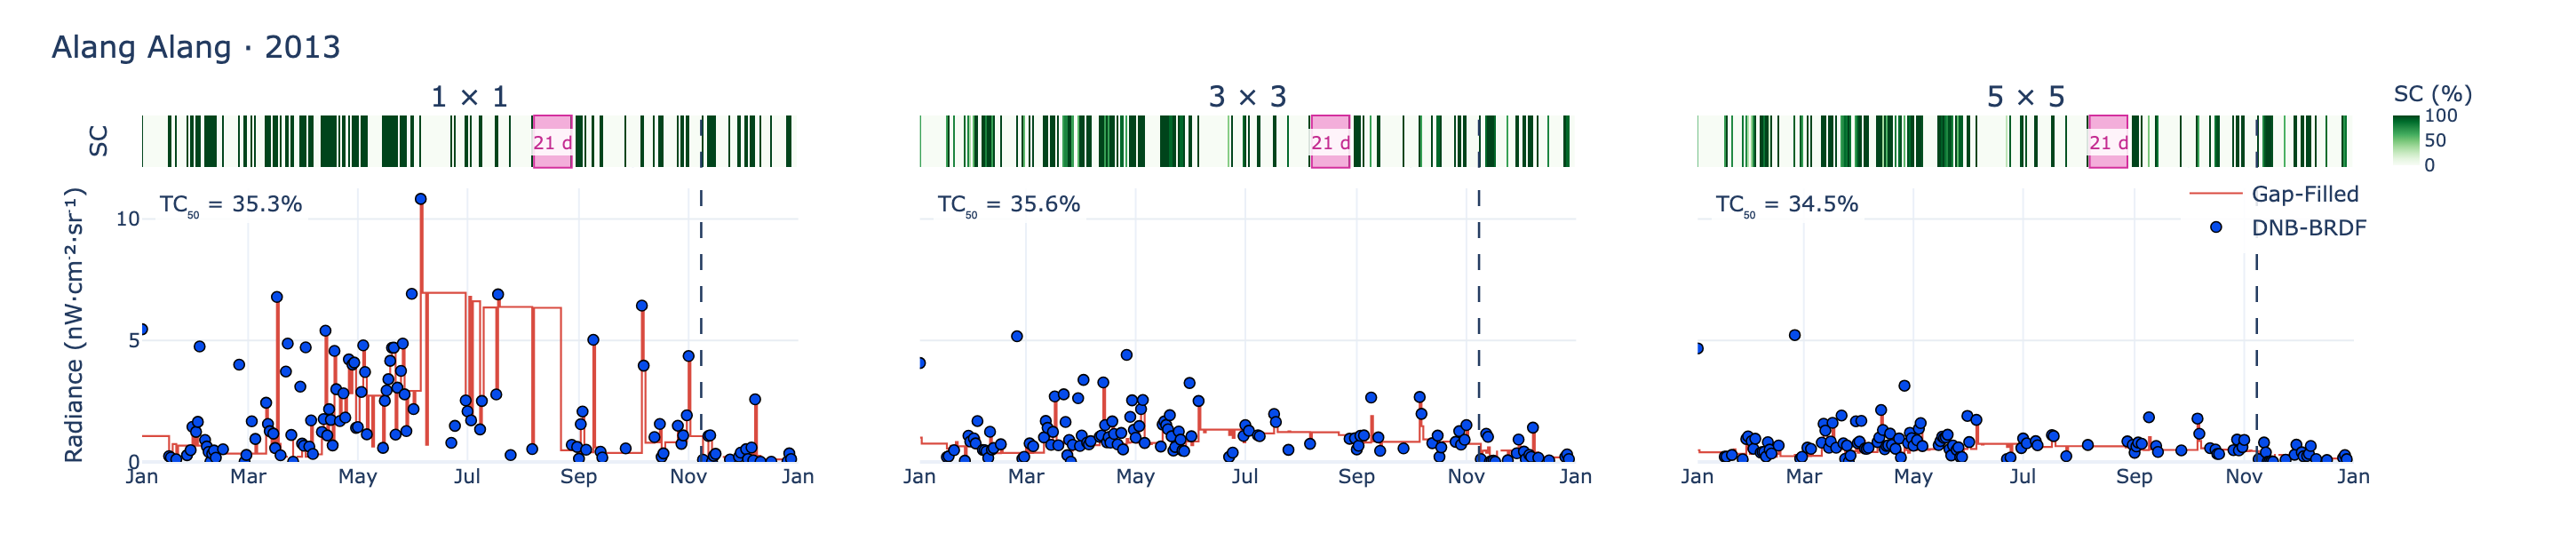 Alang Alang · 2013
1 × 1
3 × 3
5 × 5
SC (%)
SC
21 d
21 d
21 d
100
50
0
TC₅₀ = 35.3%
TC₅₀ = 35.6%
TC₅₀ = 34.5%
Gap-Filled
DNB-BRDF
Radiance (nW·cm⁻²·sr⁻¹)
10
5
0
Jan Mar May Jul Sep Nov Jan
Jan Mar May Jul Sep Nov Jan
Jan Mar May Jul Sep Nov Jan